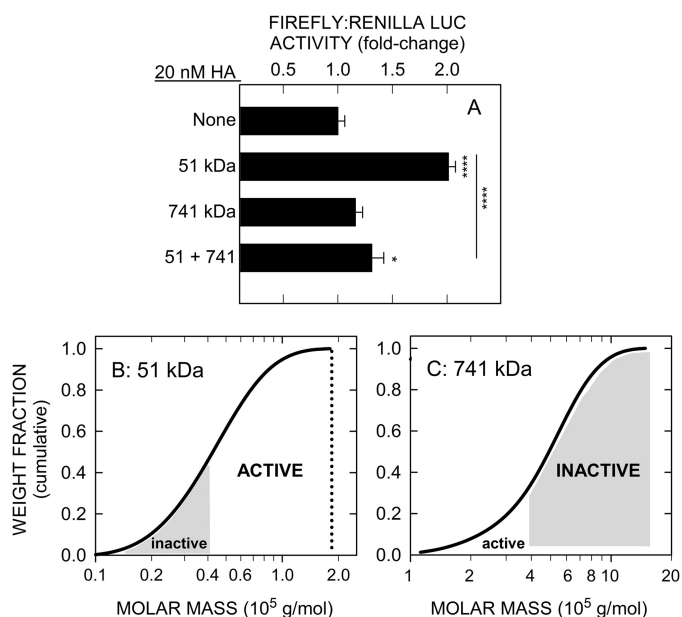 FIREFLY:RENILLA LUC
ACTIVITY (fold-change)
20 nM HA 0.5 1.0 1.5 2.0
A
None
51 kDa ****
****
741 kDa
51 + 741 *
WEIGHT FRACTION
(cumulative)
1.0
0.8
0.6
0.4
0.2
0.0
B: 51 kDa
ACTIVE
inactive
0.1 0.2 0.4 0.6 1.0 2.0
MOLAR MASS (10⁵ g/mol)
1.0
0.8
0.6
0.4
0.2
0.0
C: 741 kDa
INACTIVE
active
1 2 4 6 8 10 20
MOLAR MASS (10⁵ g/mol)